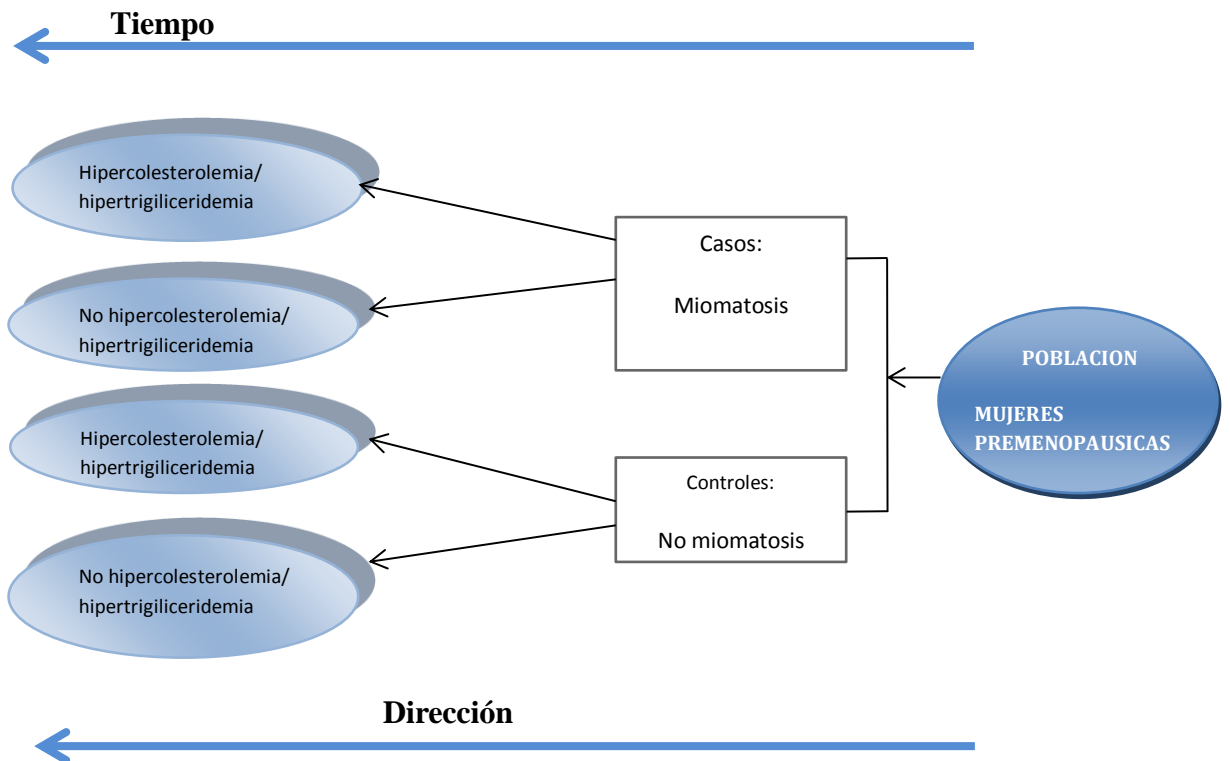 Tiempo
Hipercolesterolemia/
hipertrigiliceridemia
No hipercolesterolemia/
hipertrigiliceridemia
Hipercolesterolemia/
hipertrigiliceridemia
No hipercolesterolemia/
hipertrigiliceridemia
Casos:
Miomatosis
Controles:
No miomatosis
POBLACION
MUJERES
PREMENOPAUSICAS
Dirección